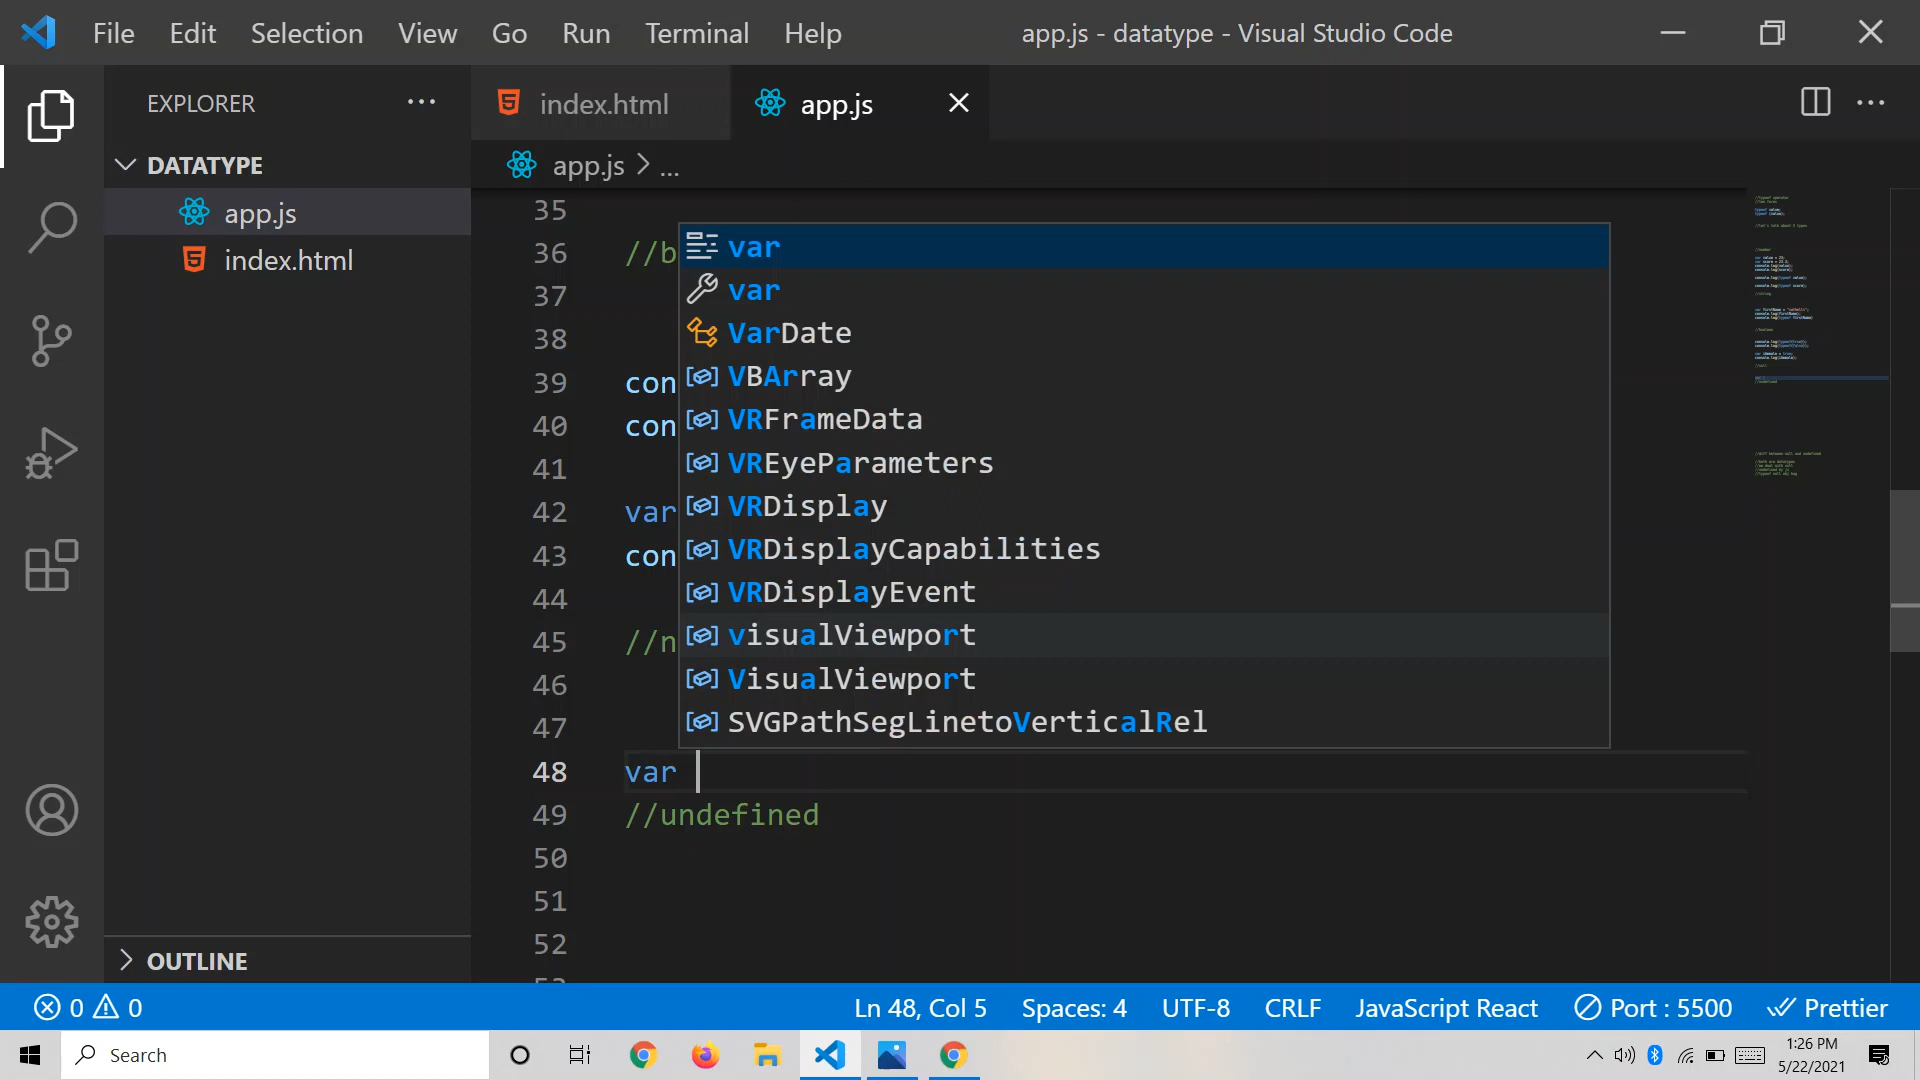 File Edit Selection View Go Run Terminal Help
app.js - datatype - Visual Studio Code
EXPLORER
DATATYPE
app.js
index.html
OUTLINE
index.html
app.js
app.js > ...
35
36 //b
37
38
39 con
40 con
41
42 var
43 con
44
45 //n
46
47
48 var
49 //undefined
50
51
52
var
var
VarDate
VBArray
VRFrameData
VREyeParameters
VRDisplay
VRDisplayCapabilities
VRDisplayEvent
visualViewport
VisualViewport
SVGPathSegLinetoVerticalRel
0 0
Ln 48, Col 5 Spaces: 4 UTF-8 CRLF JavaScript React Port : 5500 Prettier
Search
1:26 PM
5/22/2021